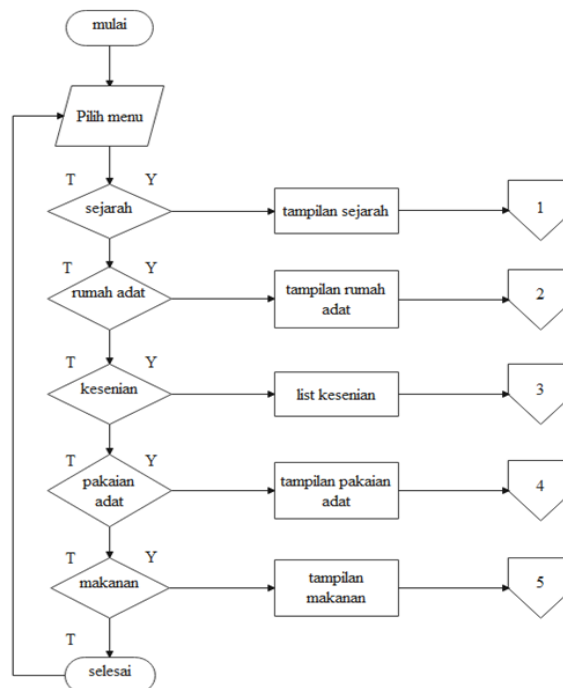 mulai
Pilih menu
T Y
sejarah
tampilan sejarah
1
T Y
rumah adat
tampilan rumah
adat
2
T Y
kesenian
list kesenian
3
T Y
pakaian
adat
tampilan pakaian
adat
4
T Y
makanan
tampilan
makanan
5
T
selesai